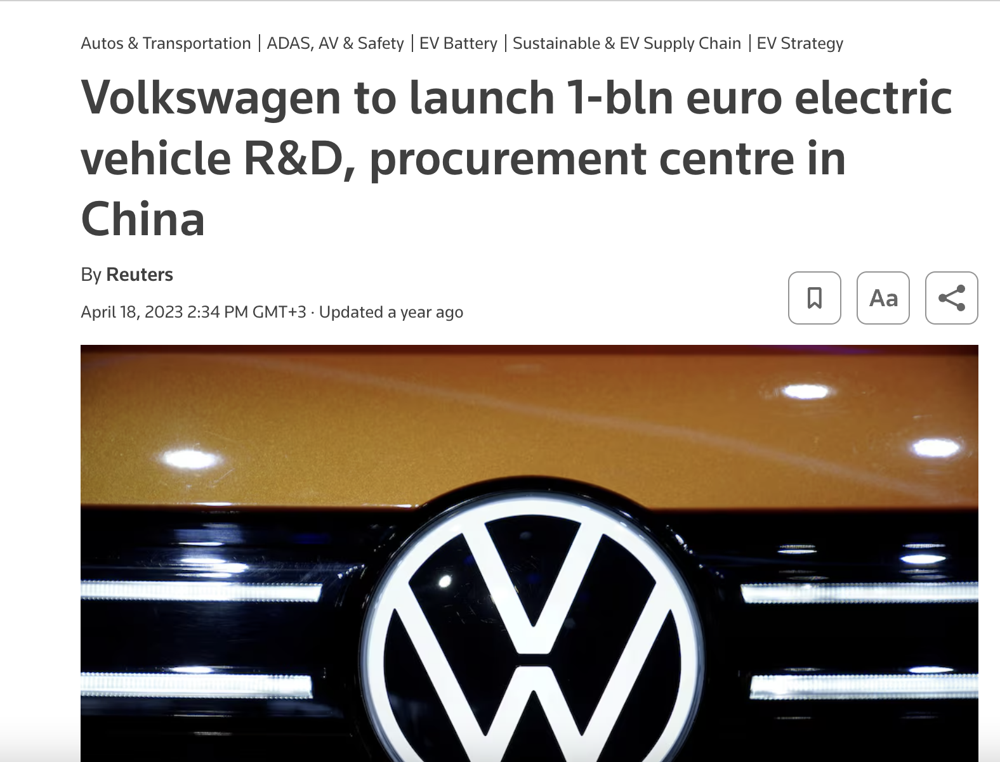 Autos & Transportation | ADAS, AV & Safety | EV Battery | Sustainable & EV Supply Chain | EV Strategy
Volkswagen to launch 1-bln euro electric
vehicle R&D, procurement centre in
China
By Reuters
April 18, 2023 2:34 PM GMT+3 · Updated a year ago
Aa